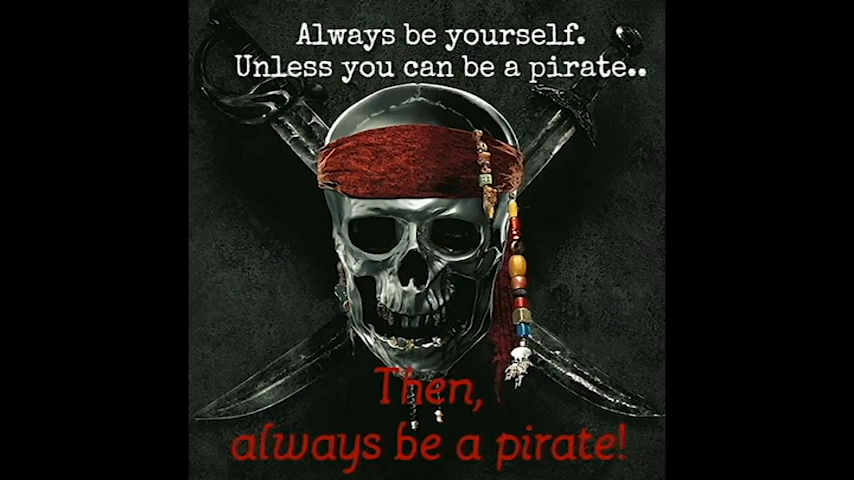 Always be yourself.
Unless you can be a pirate..
Then,
always be a pirate!